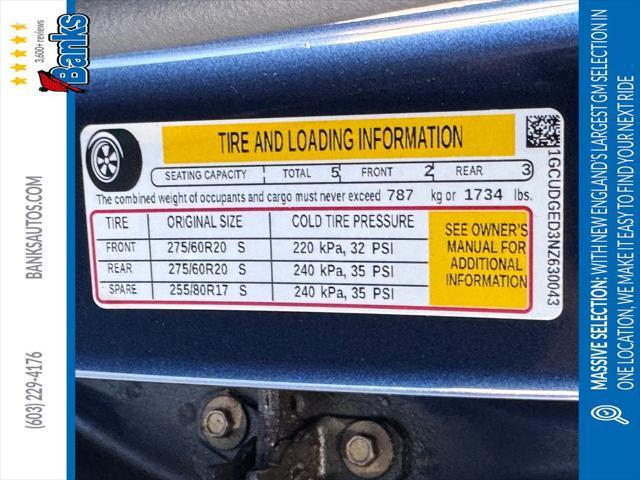 3,600+ reviews
Banks
BANKSAUTOS.COM
(603) 229-4176
TIRE AND LOADING INFORMATION
SEATING CAPACITY TOTAL 5 FRONT 2 REAR 3
The combined weight of occupants and cargo must never exceed 787 kg or 1734 lbs.
TIRE ORIGINAL SIZE COLD TIRE PRESSURE
FRONT 275/60R20 S 220 kPa, 32 PSI
REAR 275/60R20 S 240 kPa, 35 PSI
SPARE 255/80R17 S 240 kPa, 35 PSI
SEE OWNER'S
MANUAL FOR
ADDITIONAL
INFORMATION
1GCUDGED3NZ630043
MASSIVE SELECTION: WITH NEW ENGLAND'S LARGEST GM SELECTION IN
ONE LOCATION, WE MAKE IT EASY TO FIND YOUR NEXT RIDE